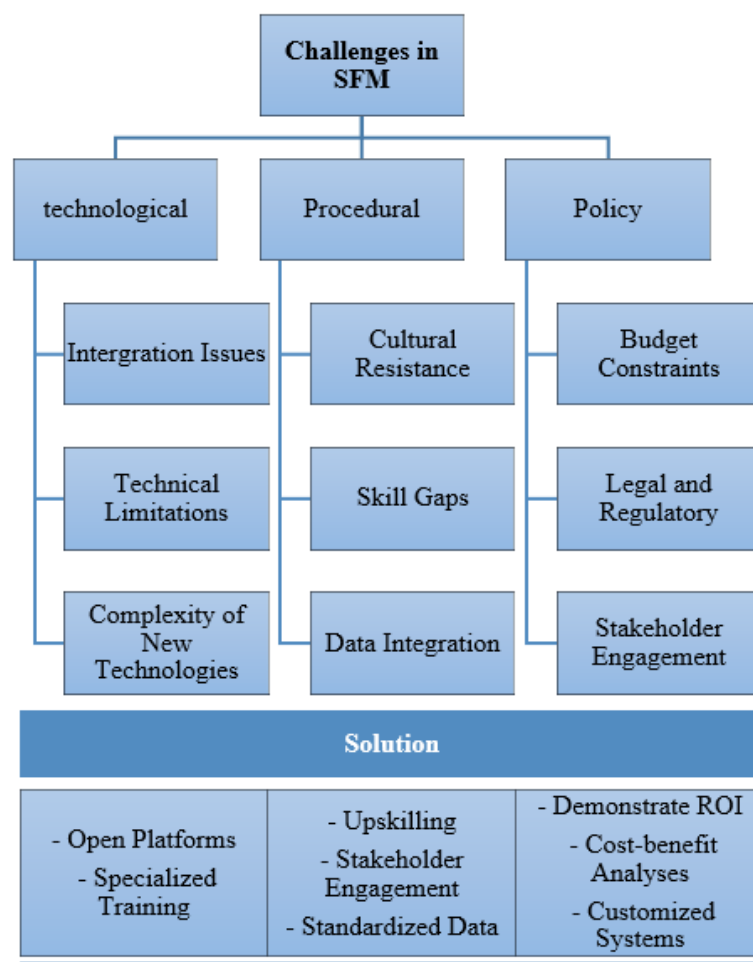 Challenges in
SFM
technological
Procedural
Policy
Intergration Issues
Cultural
Resistance
Budget
Constraints
Technical
Limitations
Skill Gaps
Legal and
Regulatory
Complexity of
New
Technologies
Data Integration
Stakeholder
Engagement
Solution
- Open Platforms
- Specialized
Training
- Upskilling
- Stakeholder
Engagement
- Standardized Data
- Demonstrate ROI
- Cost-benefit
Analyses
- Customized
Systems